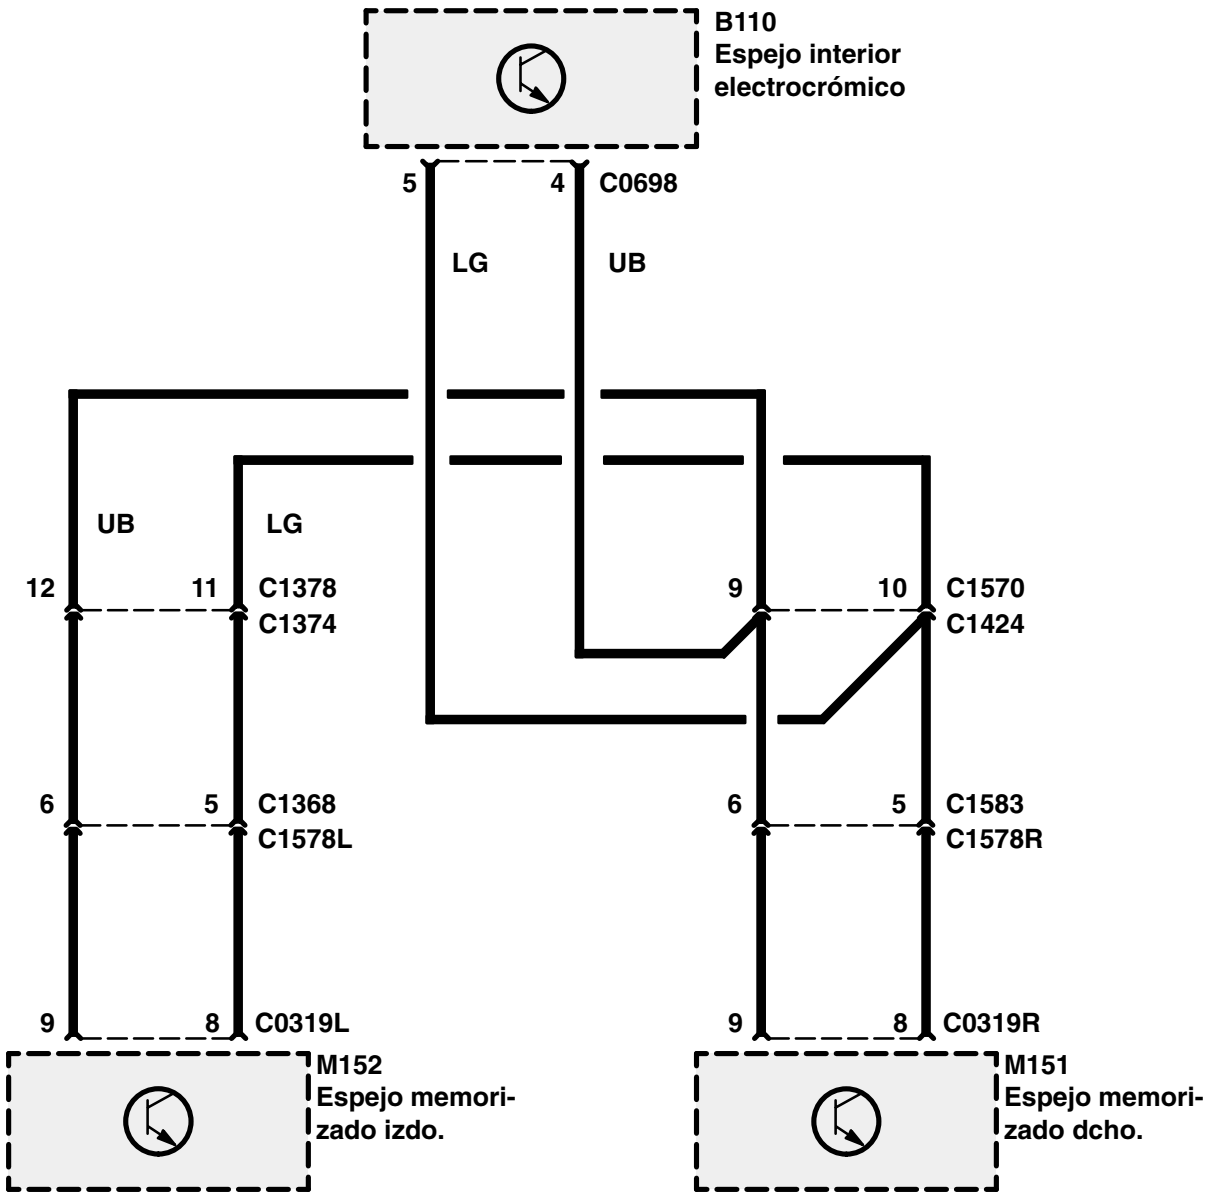 B110
Espejo interior
electrocrómico
5 4 C0698
LG UB
UB LG
12 11 C1378 9 10 C1570
C1374 C1424
6 5 C1368 6 5 C1583
C1578L C1578R
9 8 C0319L 9 8 C0319R
M152 M151
Espejo memori- Espejo memori-
zado izdo. zado dcho.